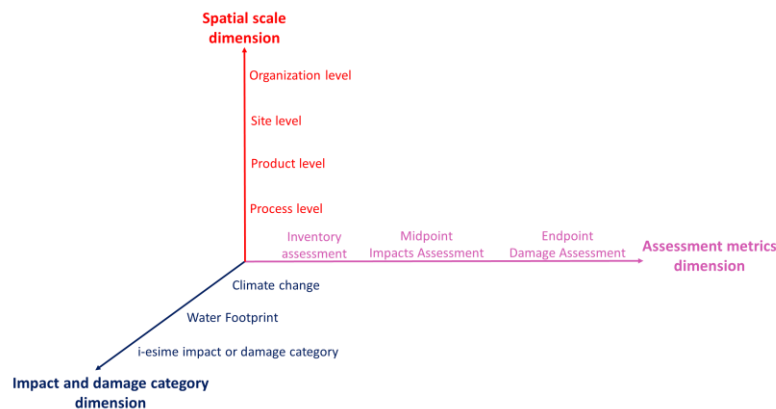 Spatial scale
dimension
Organization level
Site level
Product level
Process level
Inventory
assessment
Midpoint
Impacts Assessment
Endpoint
Damage Assessment
Assessment metrics
dimension
Climate change
Water Footprint
i-esime impact or damage category
Impact and damage category
dimension